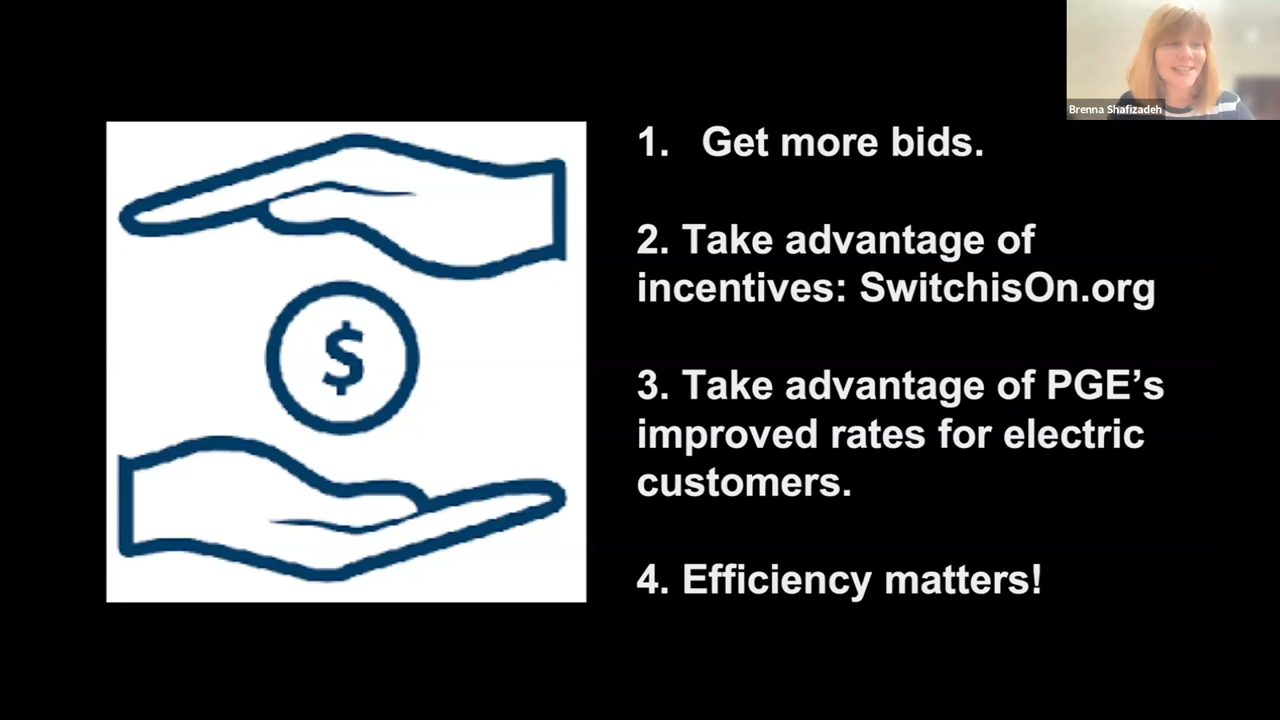 Brenna Shafizadeh
1. Get more bids.
2. Take advantage of
incentives: SwitchisOn.org
3. Take advantage of PGE’s
improved rates for electric
customers.
4. Efficiency matters!
$